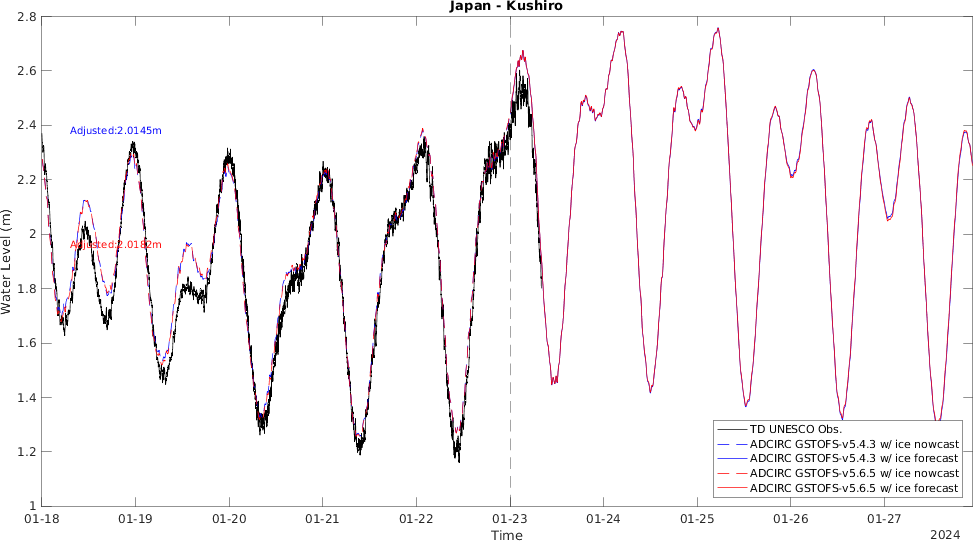 Japan - Kushiro
2.8
2.6
2.4
2.2
2
1.8
1.6
1.4
1.2
1
Water Level (m)
Adjusted:2.0145m
Adjusted:2.0182m
TD UNESCO Obs.
ADCIRC GSTOFS-v5.4.3 w/ ice nowcast
ADCIRC GSTOFS-v5.4.3 w/ ice forecast
ADCIRC GSTOFS-v5.6.5 w/ ice nowcast
ADCIRC GSTOFS-v5.6.5 w/ ice forecast
01-18 01-19 01-20 01-21 01-22 01-23 01-24 01-25 01-26 01-27
Time
2024